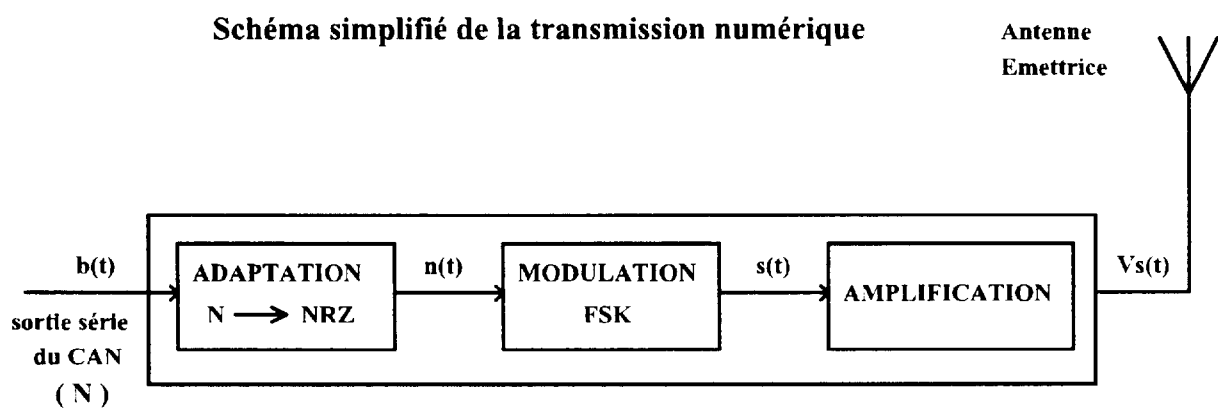 Schéma simplifié de la transmission numérique
Antenne
Emettrice
b(t)
ADAPTATION
N → NRZ
n(t)
MODULATION
FSK
s(t)
AMPLIFICATION
Vs(t)
sortie série
du CAN
( N )